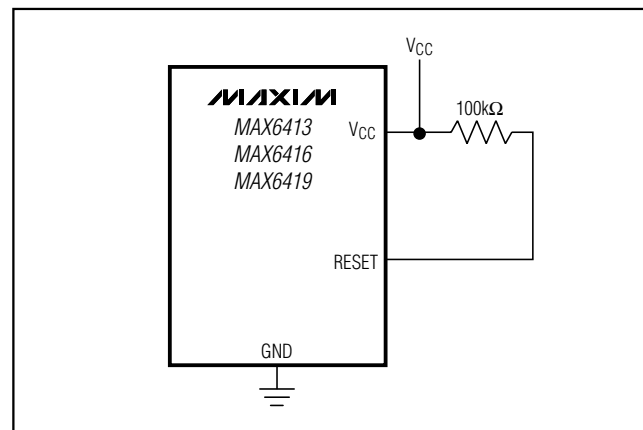 VCC
100kΩ
MAXIM
MAX6413
VCC
MAX6416
MAX6419
RESET
GND